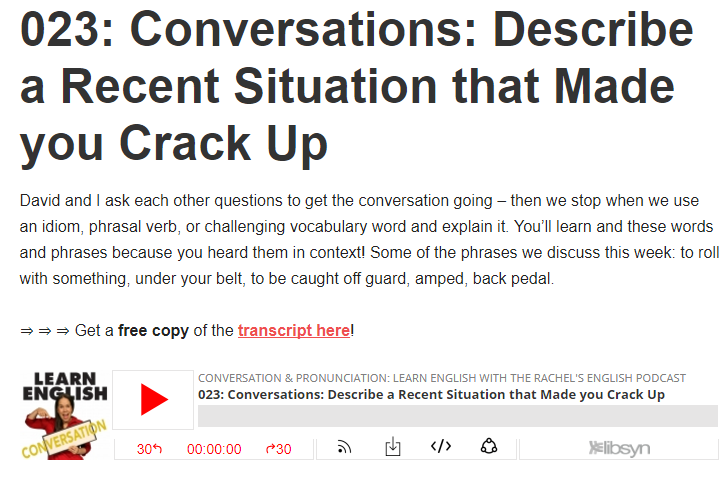 023: Conversations: Describe
a Recent Situation that Made
you Crack Up
David and I ask each other questions to get the conversation going – then we stop when we use
an idiom, phrasal verb, or challenging vocabulary word and explain it. You’ll learn and these words
and phrases because you heard them in context! Some of the phrases we discuss this week: to roll
with something, under your belt, to be caught off guard, amped, back pedal.
⇒ ⇒ ⇒ Get a free copy of the transcript here!
LEARN
ENGLISH
CONVERSATION
CONVERSATION & PRONUNCIATION: LEARN ENGLISH WITH THE RACHEL'S ENGLISH PODCAST
023: Conversations: Describe a Recent Situation that Made you Crack Up
30 00:00:00 30
libsyn